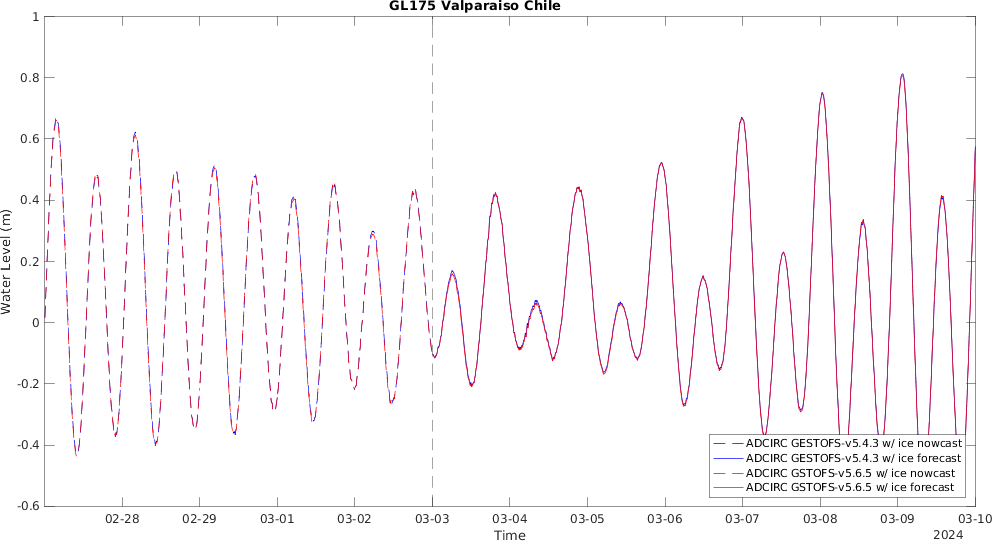 GL175 Valparaiso Chile
1
0.8
0.6
0.4
0.2
0
-0.2
-0.4
-0.6
Water Level (m)
ADCIRC GESTOFS-v5.4.3 w/ ice nowcast
ADCIRC GESTOFS-v5.4.3 w/ ice forecast
ADCIRC GSTOFS-v5.6.5 w/ ice nowcast
ADCIRC GSTOFS-v5.6.5 w/ ice forecast
02-28 02-29 03-01 03-02 03-03 03-04 03-05 03-06 03-07 03-08 03-09 03-10
Time
2024